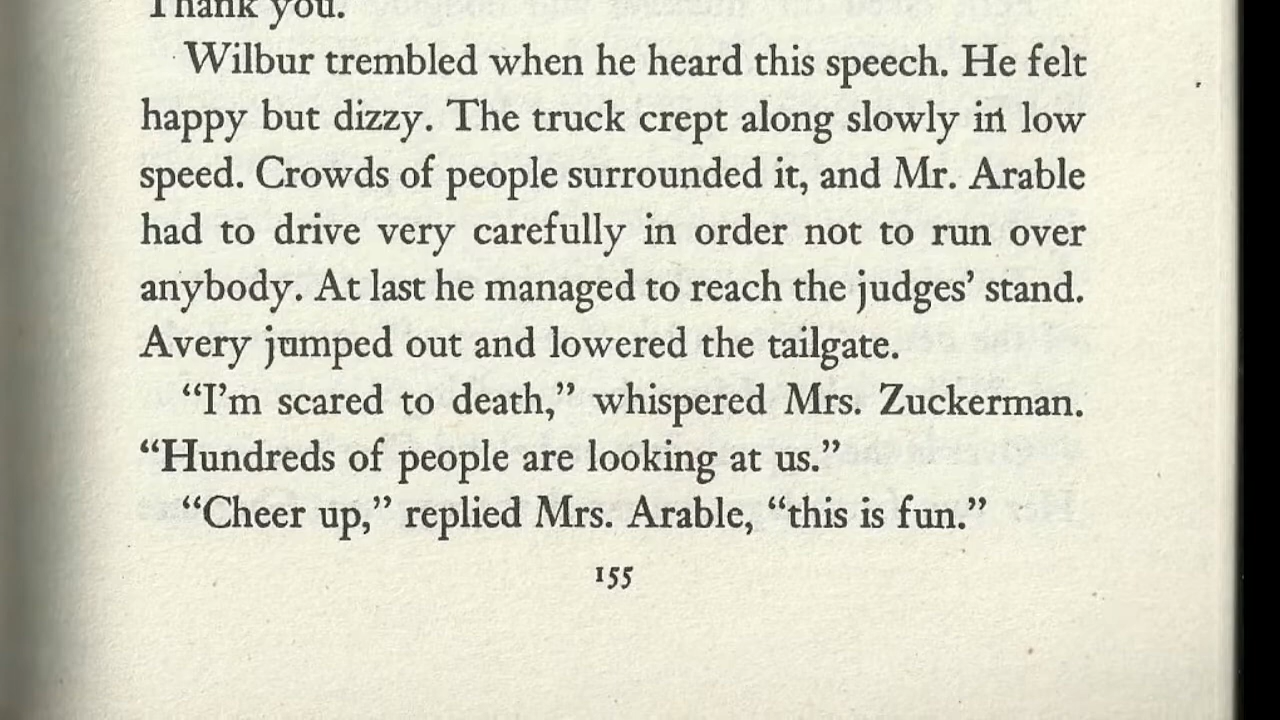 Thank you.
Wilbur trembled when he heard this speech. He felt
happy but dizzy. The truck crept along slowly in low
speed. Crowds of people surrounded it, and Mr. Arable
had to drive very carefully in order not to run over
anybody. At last he managed to reach the judges’ stand.
Avery jumped out and lowered the tailgate.
“I’m scared to death,” whispered Mrs. Zuckerman.
“Hundreds of people are looking at us.”
“Cheer up,” replied Mrs. Arable, “this is fun.”
155